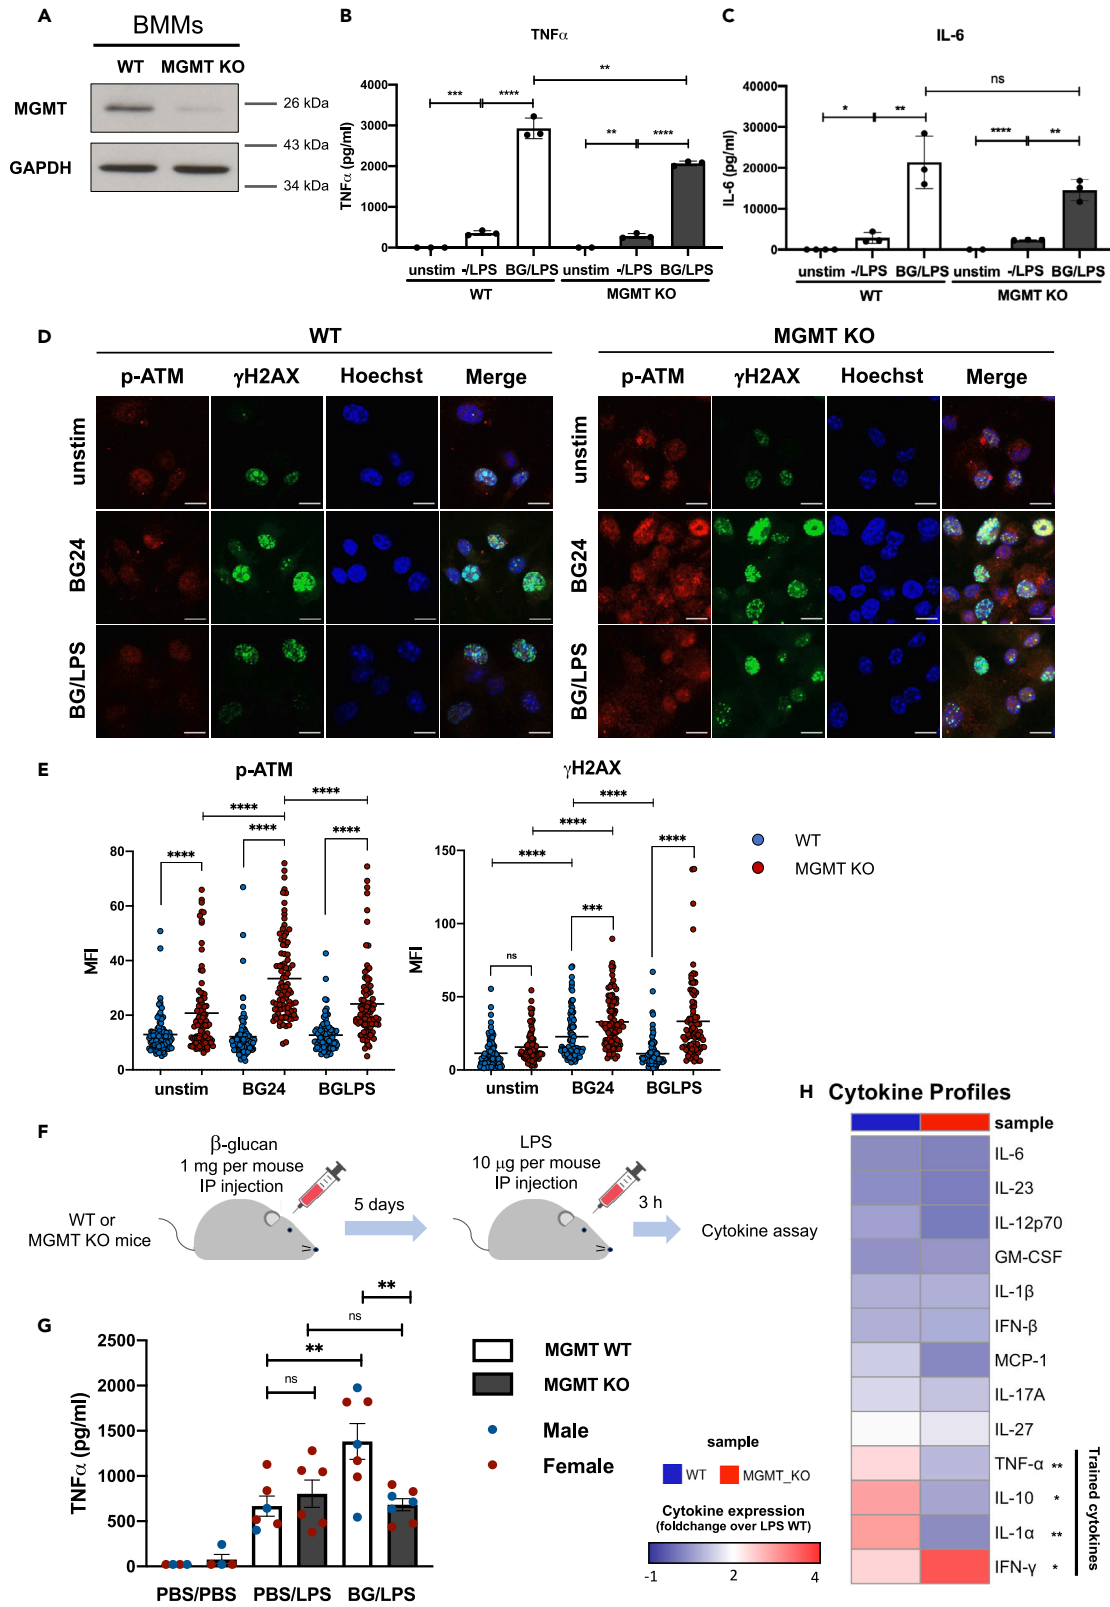 A
BMMs
WT MGMT KO
MGMT
26 kDa
43 kDa
GAPDH
34 kDa
B
TNFα
TNFα (pg/ml)
4000
3000
2000
1000
0
** 
*** ****
** ****
unstim -/LPS BG/LPS unstim -/LPS BG/LPS
WT MGMT KO
C
IL-6
IL-6 (pg/ml)
40000
30000
20000
10000
0
ns
* **
**** **
unstim -/LPS BG/LPS unstim -/LPS BG/LPS
WT MGMT KO
D
WT MGMT KO
p-ATM γH2AX Hoechst Merge p-ATM γH2AX Hoechst Merge
unstim unstim
BG24 BG24
BG/LPS BG/LPS
E
p-ATM
MFI
80
60
40
20
0
****
****
**** **** ****
unstim BG24 BGLPS
γH2AX
MFI
150
100
50
0
****
****
**** ****
ns ***
unstim BG24 BGLPS
WT
MGMT KO
F
WT or
MGMT KO mice
β-glucan
1 mg per mouse
IP injection
5 days
LPS
10 μg per mouse
IP injection
3 h
Cytokine assay
G
TNFα (pg/ml)
2500
2000
1500
1000
500
0
**
ns
**
ns
PBS/PBS PBS/LPS BG/LPS
MGMT WT
MGMT KO
Male
Female
H Cytokine Profiles
sample
IL-6
IL-23
IL-12p70
GM-CSF
IL-1β
IFN-β
MCP-1
IL-17A
IL-27
TNF-α **
IL-10 *
IL-1α **
IFN-γ *
Trained cytokines
sample
WT MGMT_KO
Cytokine expression
(foldchange over LPS WT)
-1 2 4